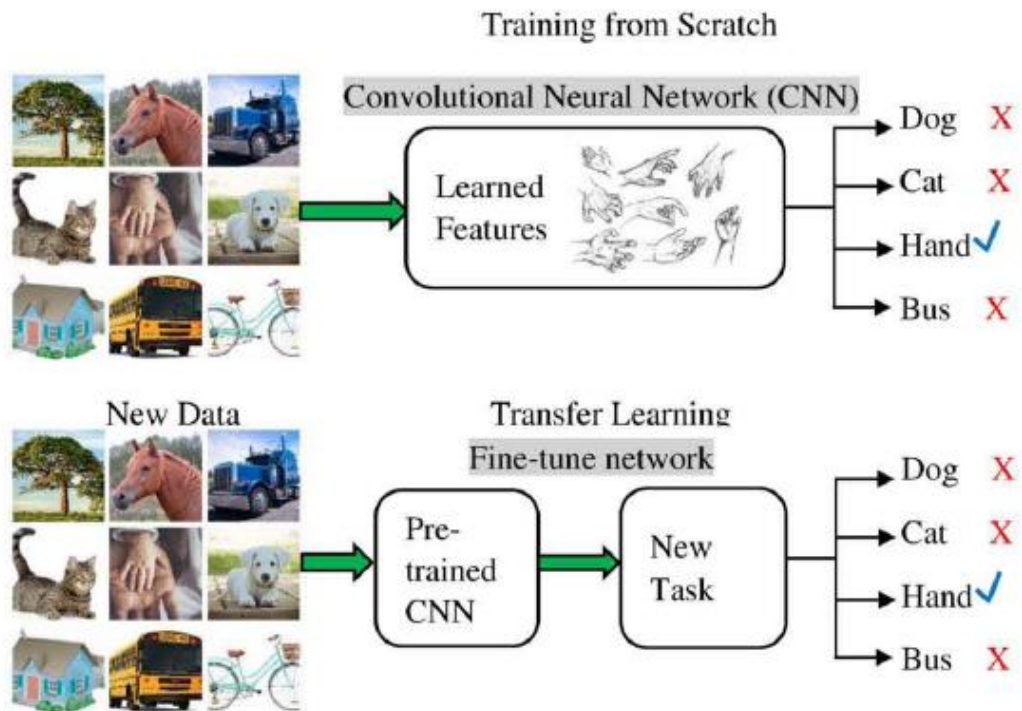 Training from Scratch
Convolutional Neural Network (CNN)
Learned
Features
Dog X
Cat X
Hand ✓
Bus X
New Data
Transfer Learning
Fine-tune network
Pre-
trained
CNN
New
Task
Dog X
Cat X
Hand ✓
Bus X